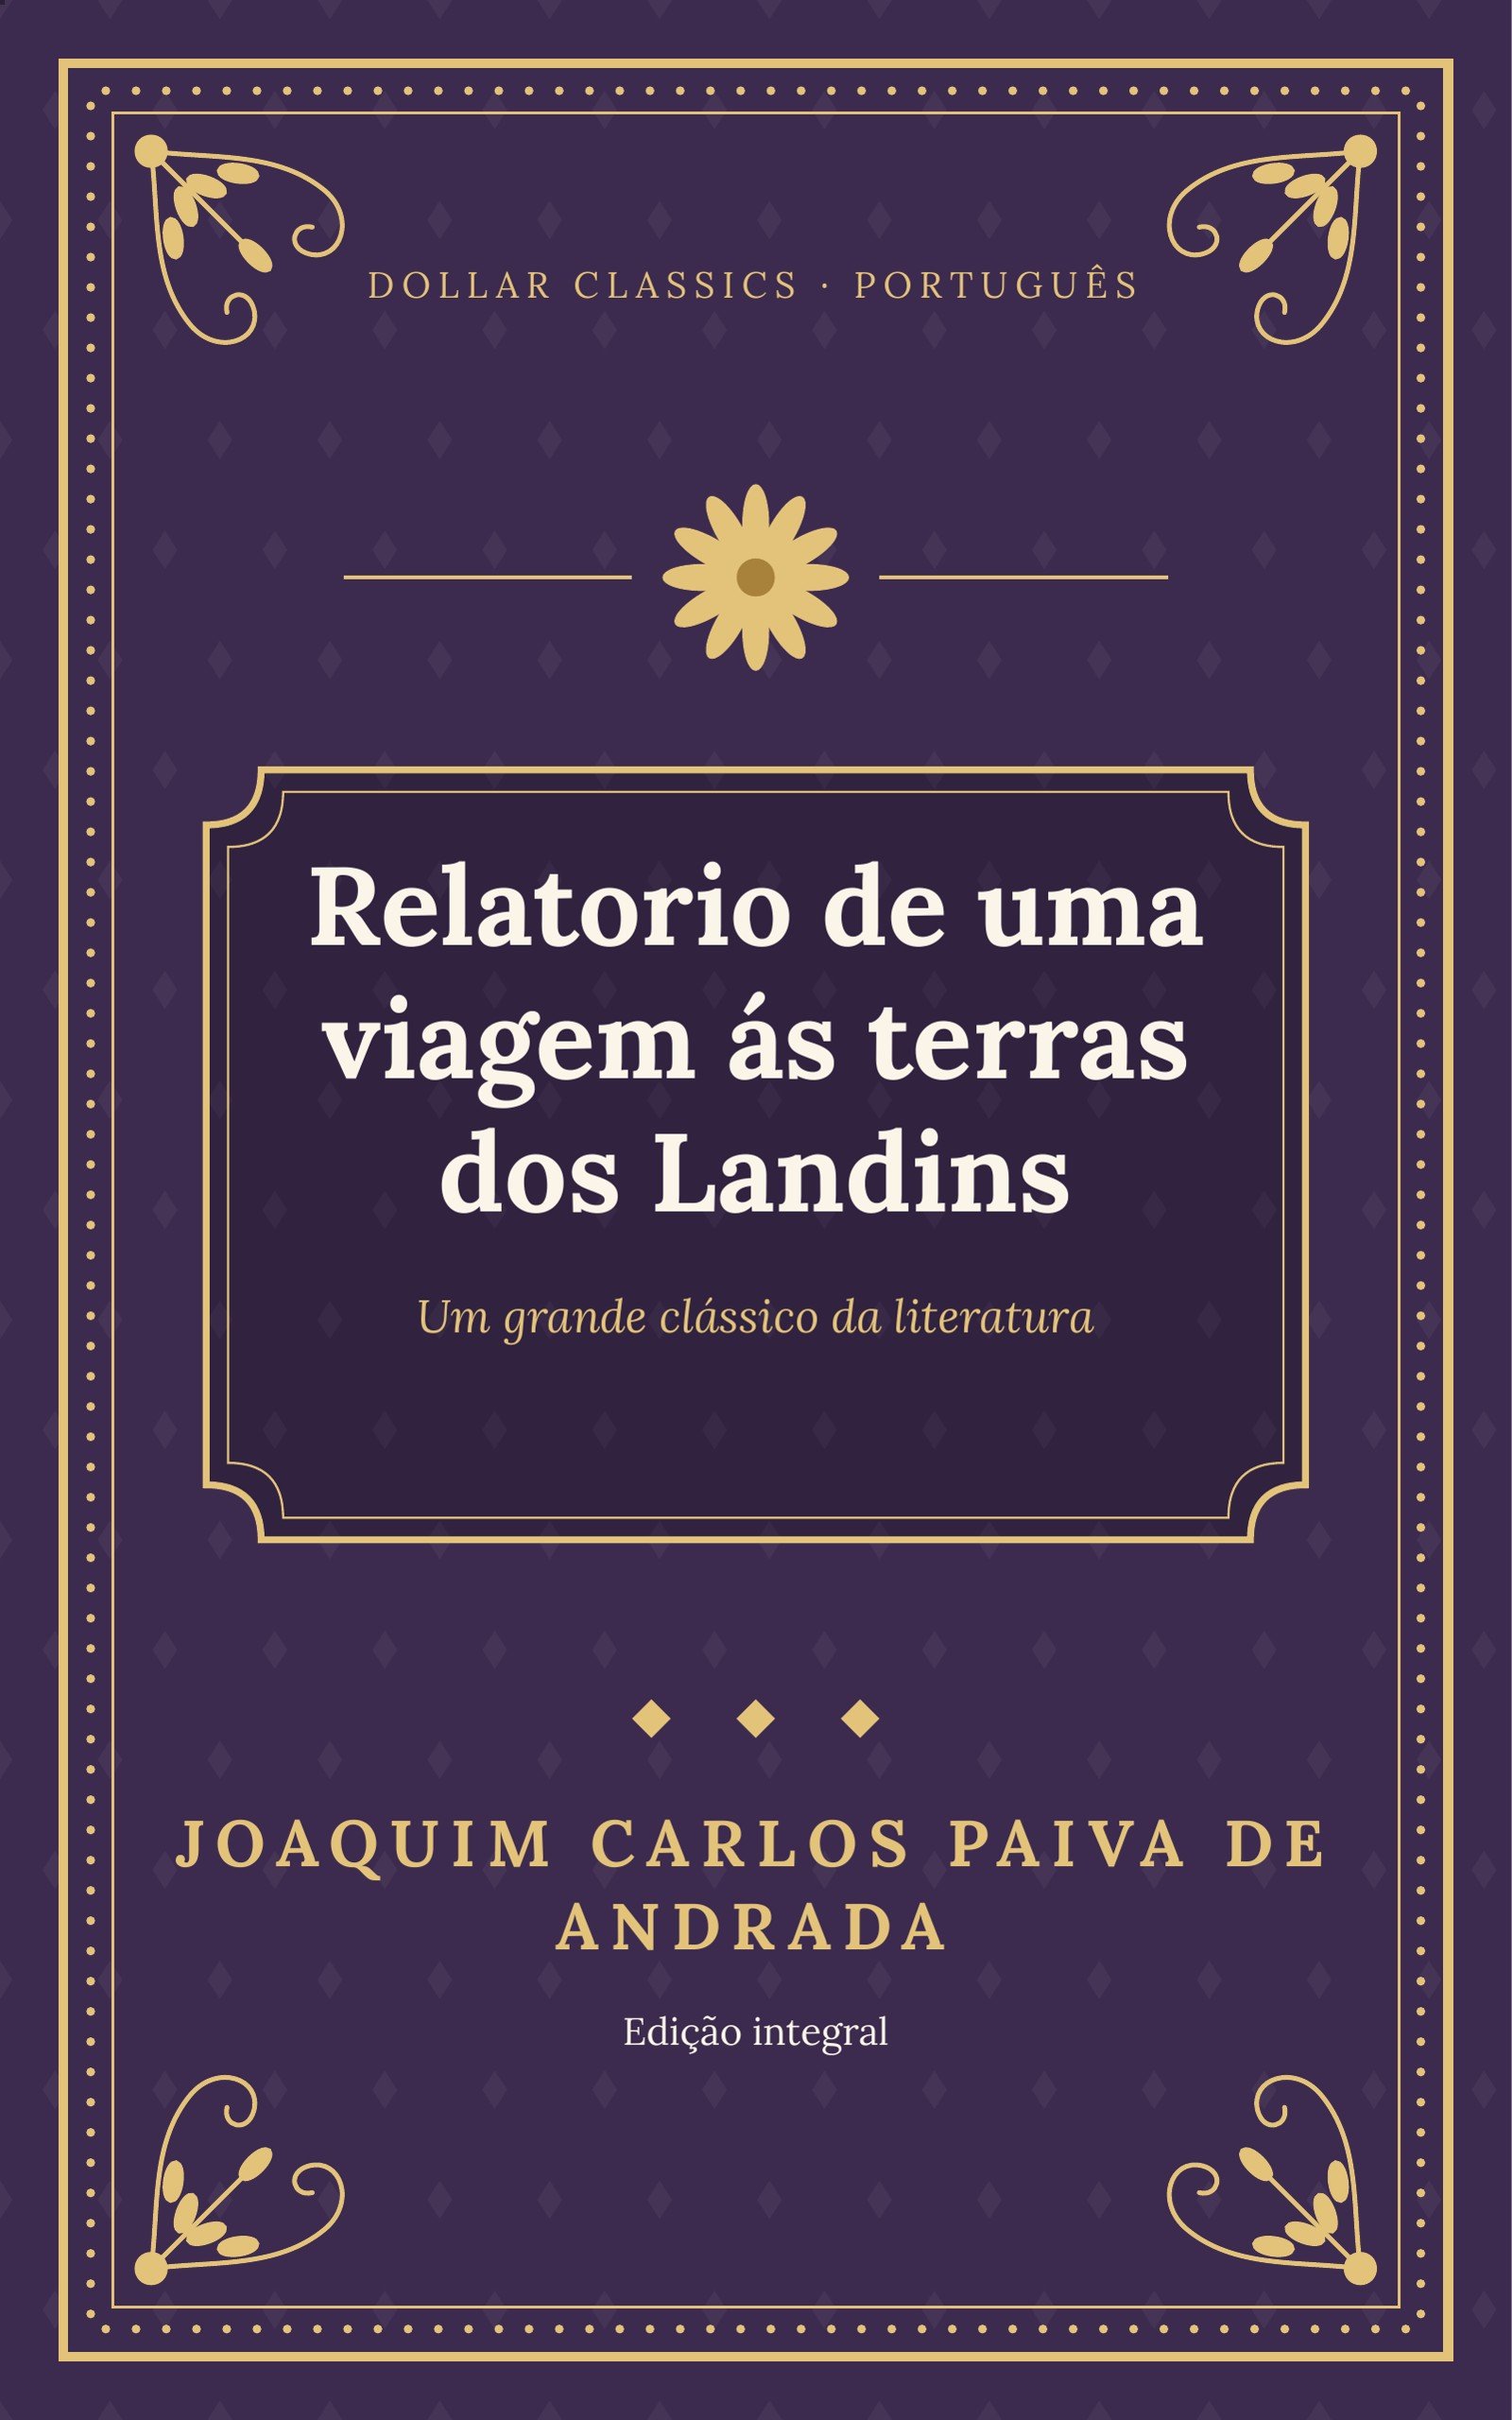 DOLLAR CLASSICS · PORTUGUÊS
Relatorio de uma
viagem ás terras
dos Landins
Um grande clássico da literatura
JOAQUIM CARLOS PAIVA DE
ANDRADA
Edição integral